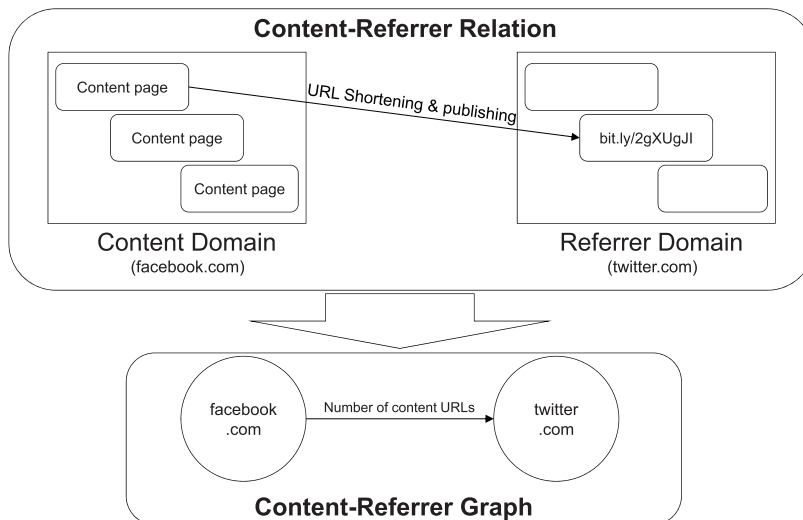 Content-Referrer Relation
Content page
URL Shortening & publishing
Content page
bit.ly/2gXUgJI
Content page
Content Domain
(facebook.com)
Referrer Domain
(twitter.com)
facebook
.com
Number of content URLs
twitter
.com
Content-Referrer Graph